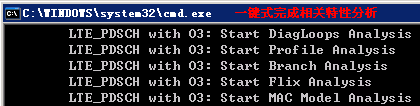 C:\WINDOWS\system32\cmd.exe 一键式完成相关特性分析
LTE_PDSCH with O3: Start DiagLoops Analysis
LTE_PDSCH with O3: Start Profile Analysis
LTE_PDSCH with O3: Start Branch Analysis
LTE_PDSCH with O3: Start Flix Analysis
LTE_PDSCH with O3: Start MAC Model Analysis